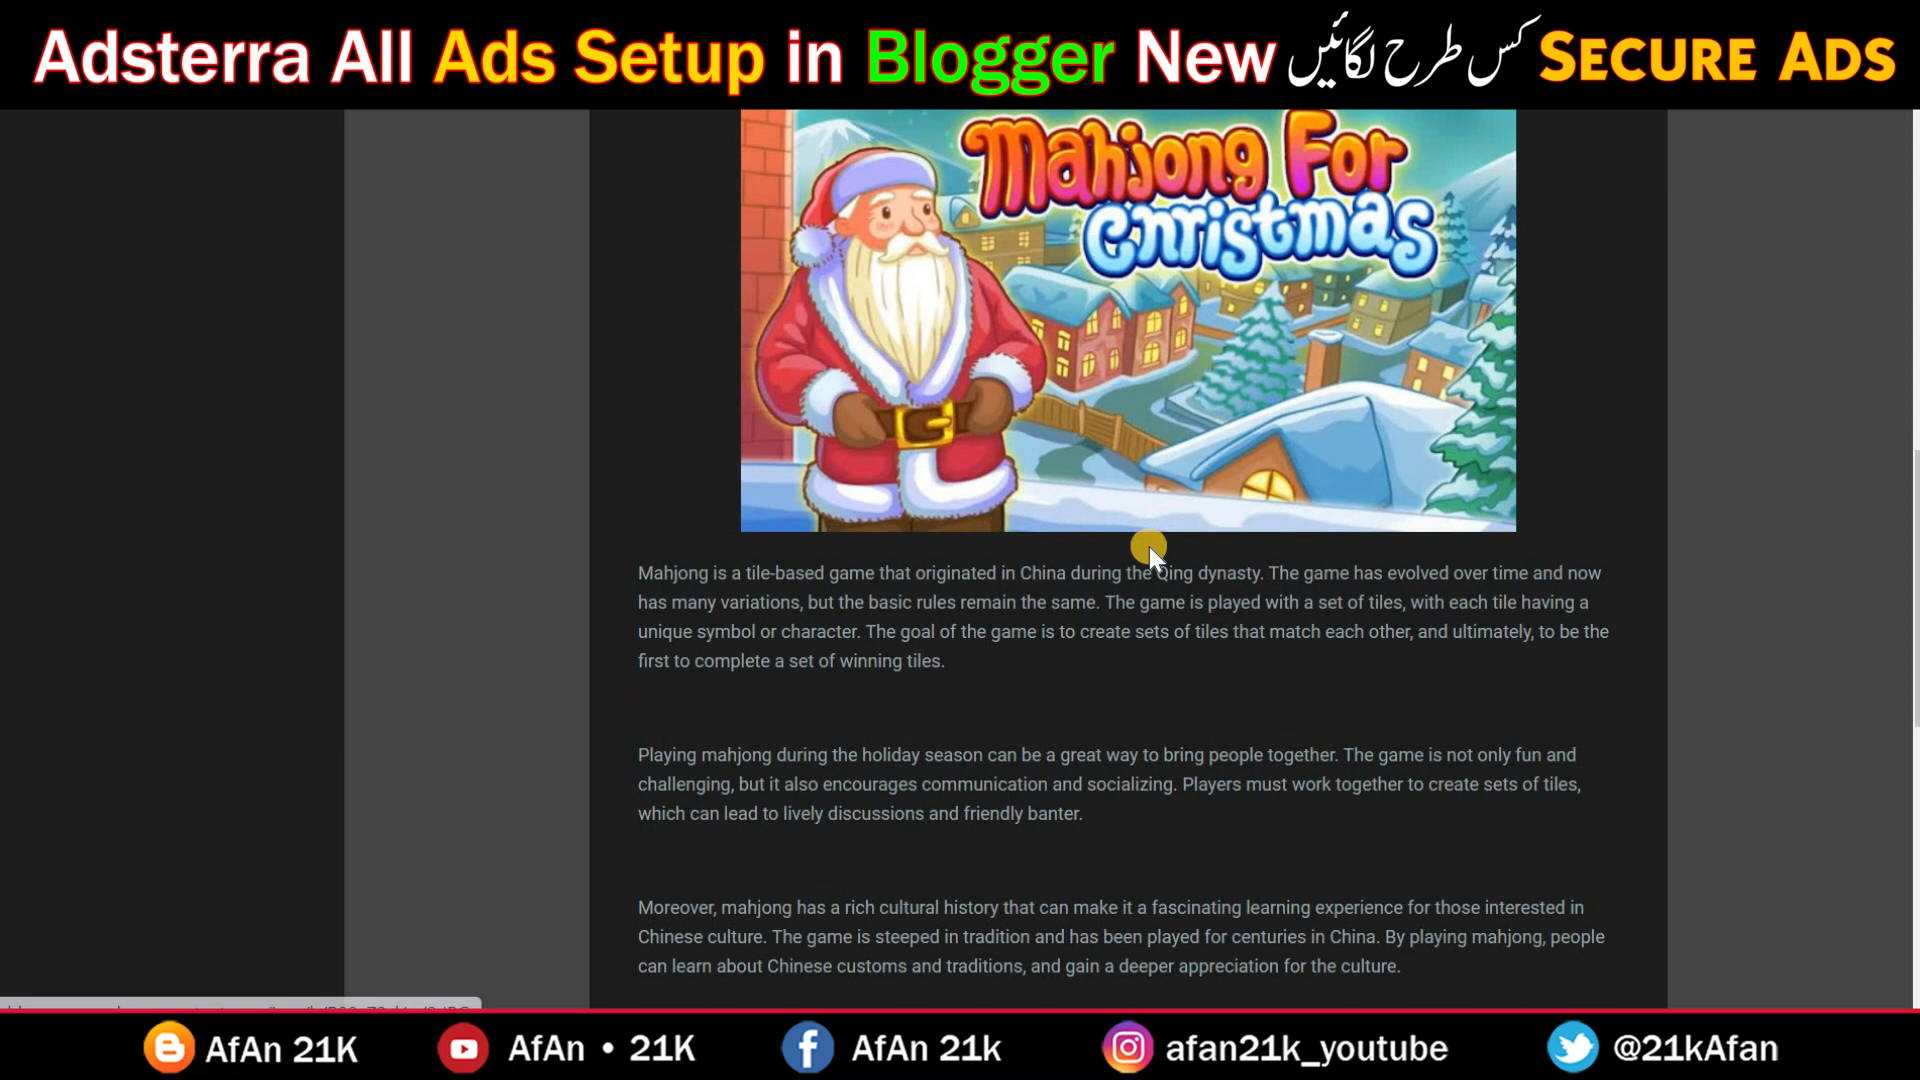 Adsterra All Ads Setup in Blogger New کس طرح لگائیں SECURE ADS
Mahjong For
Christmas
Mahjong is a tile-based game that originated in China during the Qing dynasty. The game has evolved over time and now
has many variations, but the basic rules remain the same. The game is played with a set of tiles, with each tile having a
unique symbol or character. The goal of the game is to create sets of tiles that match each other, and ultimately, to be the
first to complete a set of winning tiles.
Playing mahjong during the holiday season can be a great way to bring people together. The game is not only fun and
challenging, but it also encourages communication and socializing. Players must work together to create sets of tiles,
which can lead to lively discussions and friendly banter.
Moreover, mahjong has a rich cultural history that can make it a fascinating learning experience for those interested in
Chinese culture. The game is steeped in tradition and has been played for centuries in China. By playing mahjong, people
can learn about Chinese customs and traditions, and gain a deeper appreciation for the culture.
AfAn 21K AfAn • 21K AfAn 21k afan21k_youtube @21kAfan